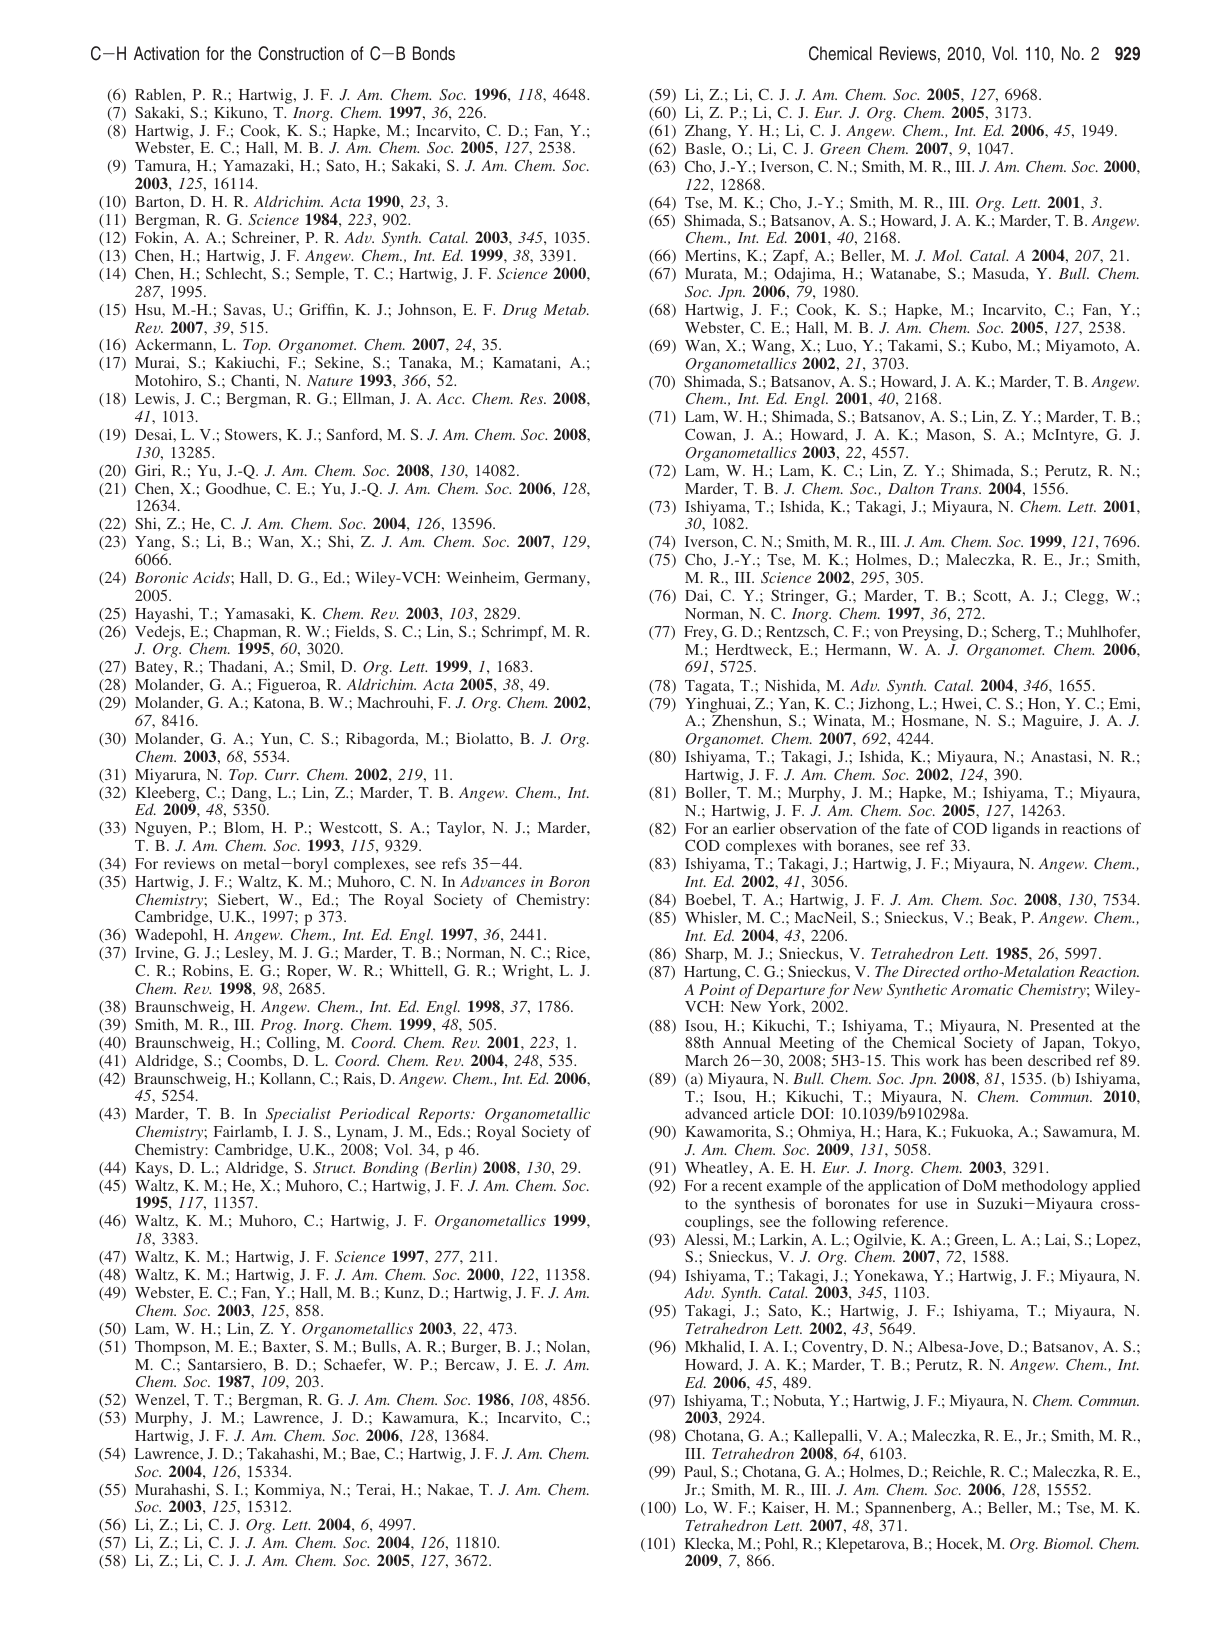 C−H Activation for the Construction of C−B Bonds
Chemical Reviews, 2010, Vol. 110, No. 2 929
(6) Rablen, P. R.; Hartwig, J. F. J. Am. Chem. Soc. 1996, 118, 4648.
(7) Sakaki, S.; Kikuno, T. Inorg. Chem. 1997, 36, 226.
(8) Hartwig, J. F.; Cook, K. S.; Hapke, M.; Incarvito, C. D.; Fan, Y.;
Webster, E. C.; Hall, M. B. J. Am. Chem. Soc. 2005, 127, 2538.
(9) Tamura, H.; Yamazaki, H.; Sato, H.; Sakaki, S. J. Am. Chem. Soc.
2003, 125, 16114.
(10) Barton, D. H. R. Aldrichim. Acta 1990, 23, 3.
(11) Bergman, R. G. Science 1984, 223, 902.
(12) Fokin, A. A.; Schreiner, P. R. Adv. Synth. Catal. 2003, 345, 1035.
(13) Chen, H.; Hartwig, J. F. Angew. Chem., Int. Ed. 1999, 38, 3391.
(14) Chen, H.; Schlecht, S.; Semple, T. C.; Hartwig, J. F. Science 2000,
287, 1995.
(15) Hsu, M.-H.; Savas, U.; Griffin, K. J.; Johnson, E. F. Drug Metab.
Rev. 2007, 39, 515.
(16) Ackermann, L. Top. Organomet. Chem. 2007, 24, 35.
(17) Murai, S.; Kakiuchi, F.; Sekine, S.; Tanaka, M.; Kamatani, A.;
Motohiro, S.; Chanti, N. Nature 1993, 366, 52.
(18) Lewis, J. C.; Bergman, R. G.; Ellman, J. A. Acc. Chem. Res. 2008,
41, 1013.
(19) Desai, L. V.; Stowers, K. J.; Sanford, M. S. J. Am. Chem. Soc. 2008,
130, 13285.
(20) Giri, R.; Yu, J.-Q. J. Am. Chem. Soc. 2008, 130, 14082.
(21) Chen, X.; Goodhue, C. E.; Yu, J.-Q. J. Am. Chem. Soc. 2006, 128,
12634.
(22) Shi, Z.; He, C. J. Am. Chem. Soc. 2004, 126, 13596.
(23) Yang, S.; Li, B.; Wan, X.; Shi, Z. J. Am. Chem. Soc. 2007, 129,
6066.
(24) Boronic Acids; Hall, D. G., Ed.; Wiley-VCH: Weinheim, Germany,
2005.
(25) Hayashi, T.; Yamasaki, K. Chem. Rev. 2003, 103, 2829.
(26) Vedejs, E.; Chapman, R. W.; Fields, S. C.; Lin, S.; Schrimpf, M. R.
J. Org. Chem. 1995, 60, 3020.
(27) Batey, R.; Thadani, A.; Smil, D. Org. Lett. 1999, 1, 1683.
(28) Molander, G. A.; Figueroa, R. Aldrichim. Acta 2005, 38, 49.
(29) Molander, G. A.; Katona, B. W.; Machrouhi, F. J. Org. Chem. 2002,
67, 8416.
(30) Molander, G. A.; Yun, C. S.; Ribagorda, M.; Biolatto, B. J. Org.
Chem. 2003, 68, 5534.
(31) Miyarura, N. Top. Curr. Chem. 2002, 219, 11.
(32) Kleeberg, C.; Dang, L.; Lin, Z.; Marder, T. B. Angew. Chem., Int.
Ed. 2009, 48, 5350.
(33) Nguyen, P.; Blom, H. P.; Westcott, S. A.; Taylor, N. J.; Marder,
T. B. J. Am. Chem. Soc. 1993, 115, 9329.
(34) For reviews on metal−boryl complexes, see refs 35−44.
(35) Hartwig, J. F.; Waltz, K. M.; Muhoro, C. N. In Advances in Boron
Chemistry; Siebert, W., Ed.; The Royal Society of Chemistry:
Cambridge, U.K., 1997; p 373.
(36) Wadepohl, H. Angew. Chem., Int. Ed. Engl. 1997, 36, 2441.
(37) Irvine, G. J.; Lesley, M. J. G.; Marder, T. B.; Norman, N. C.; Rice,
C. R.; Robins, E. G.; Roper, W. R.; Whittell, G. R.; Wright, L. J.
Chem. Rev. 1998, 98, 2685.
(38) Braunschweig, H. Angew. Chem., Int. Ed. Engl. 1998, 37, 1786.
(39) Smith, M. R., III. Prog. Inorg. Chem. 1999, 48, 505.
(40) Braunschweig, H.; Colling, M. Coord. Chem. Rev. 2001, 223, 1.
(41) Aldridge, S.; Coombs, D. L. Coord. Chem. Rev. 2004, 248, 535.
(42) Braunschweig, H.; Kollann, C.; Rais, D. Angew. Chem., Int. Ed. 2006,
45, 5254.
(43) Marder, T. B. In Specialist Periodical Reports: Organometallic
Chemistry; Fairlamb, I. J. S., Lynam, J. M., Eds.; Royal Society of
Chemistry: Cambridge, U.K., 2008; Vol. 34, p 46.
(44) Kays, D. L.; Aldridge, S. Struct. Bonding (Berlin) 2008, 130, 29.
(45) Waltz, K. M.; He, X.; Muhoro, C.; Hartwig, J. F. J. Am. Chem. Soc.
1995, 117, 11357.
(46) Waltz, K. M.; Muhoro, C.; Hartwig, J. F. Organometallics 1999,
18, 3383.
(47) Waltz, K. M.; Hartwig, J. F. Science 1997, 277, 211.
(48) Waltz, K. M.; Hartwig, J. F. J. Am. Chem. Soc. 2000, 122, 11358.
(49) Webster, E. C.; Fan, Y.; Hall, M. B.; Kunz, D.; Hartwig, J. F. J. Am.
Chem. Soc. 2003, 125, 858.
(50) Lam, W. H.; Lin, Z. Y. Organometallics 2003, 22, 473.
(51) Thompson, M. E.; Baxter, S. M.; Bulls, A. R.; Burger, B. J.; Nolan,
M. C.; Santarsiero, B. D.; Schaefer, W. P.; Bercaw, J. E. J. Am.
Chem. Soc. 1987, 109, 203.
(52) Wenzel, T. T.; Bergman, R. G. J. Am. Chem. Soc. 1986, 108, 4856.
(53) Murphy, J. M.; Lawrence, J. D.; Kawamura, K.; Incarvito, C.;
Hartwig, J. F. J. Am. Chem. Soc. 2006, 128, 13684.
(54) Lawrence, J. D.; Takahashi, M.; Bae, C.; Hartwig, J. F. J. Am. Chem.
Soc. 2004, 126, 15334.
(55) Murahashi, S. I.; Kommiya, N.; Terai, H.; Nakae, T. J. Am. Chem.
Soc. 2003, 125, 15312.
(56) Li, Z.; Li, C. J. Org. Lett. 2004, 6, 4997.
(57) Li, Z.; Li, C. J. J. Am. Chem. Soc. 2004, 126, 11810.
(58) Li, Z.; Li, C. J. J. Am. Chem. Soc. 2005, 127, 3672.
(59) Li, Z.; Li, C. J. J. Am. Chem. Soc. 2005, 127, 6968.
(60) Li, Z. P.; Li, C. J. Eur. J. Org. Chem. 2005, 3173.
(61) Zhang, Y. H.; Li, C. J. Angew. Chem., Int. Ed. 2006, 45, 1949.
(62) Basle, O.; Li, C. J. Green Chem. 2007, 9, 1047.
(63) Cho, J.-Y.; Iverson, C. N.; Smith, M. R., III. J. Am. Chem. Soc. 2000,
122, 12868.
(64) Tse, M. K.; Cho, J.-Y.; Smith, M. R., III. Org. Lett. 2001, 3.
(65) Shimada, S.; Batsanov, A. S.; Howard, J. A. K.; Marder, T. B. Angew.
Chem., Int. Ed. 2001, 40, 2168.
(66) Mertins, K.; Zapf, A.; Beller, M. J. Mol. Catal. A 2004, 207, 21.
(67) Murata, M.; Odajima, H.; Watanabe, S.; Masuda, Y. Bull. Chem.
Soc. Jpn. 2006, 79, 1980.
(68) Hartwig, J. F.; Cook, K. S.; Hapke, M.; Incarvito, C.; Fan, Y.;
Webster, C. E.; Hall, M. B. J. Am. Chem. Soc. 2005, 127, 2538.
(69) Wan, X.; Wang, X.; Luo, Y.; Takami, S.; Kubo, M.; Miyamoto, A.
Organometallics 2002, 21, 3703.
(70) Shimada, S.; Batsanov, A. S.; Howard, J. A. K.; Marder, T. B. Angew.
Chem., Int. Ed. Engl. 2001, 40, 2168.
(71) Lam, W. H.; Shimada, S.; Batsanov, A. S.; Lin, Z. Y.; Marder, T. B.;
Cowan, J. A.; Howard, J. A. K.; Mason, S. A.; McIntyre, G. J.
Organometallics 2003, 22, 4557.
(72) Lam, W. H.; Lam, K. C.; Lin, Z. Y.; Shimada, S.; Perutz, R. N.;
Marder, T. B. J. Chem. Soc., Dalton Trans. 2004, 1556.
(73) Ishiyama, T.; Ishida, K.; Takagi, J.; Miyaura, N. Chem. Lett. 2001,
30, 1082.
(74) Iverson, C. N.; Smith, M. R., III. J. Am. Chem. Soc. 1999, 121, 7696.
(75) Cho, J.-Y.; Tse, M. K.; Holmes, D.; Maleczka, R. E., Jr.; Smith,
M. R., III. Science 2002, 295, 305.
(76) Dai, C. Y.; Stringer, G.; Marder, T. B.; Scott, A. J.; Clegg, W.;
Norman, N. C. Inorg. Chem. 1997, 36, 272.
(77) Frey, G. D.; Rentzsch, C. F.; von Preysing, D.; Scherg, T.; Muhlhofer,
M.; Herdtweck, E.; Hermann, W. A. J. Organomet. Chem. 2006,
691, 5725.
(78) Tagata, T.; Nishida, M. Adv. Synth. Catal. 2004, 346, 1655.
(79) Yinghuai, Z.; Yan, K. C.; Jizhong, L.; Hwei, C. S.; Hon, Y. C.; Emi,
A.; Zhenshun, S.; Winata, M.; Hosmane, N. S.; Maguire, J. A. J.
Organomet. Chem. 2007, 692, 4244.
(80) Ishiyama, T.; Takagi, J.; Ishida, K.; Miyaura, N.; Anastasi, N. R.;
Hartwig, J. F. J. Am. Chem. Soc. 2002, 124, 390.
(81) Boller, T. M.; Murphy, J. M.; Hapke, M.; Ishiyama, T.; Miyaura,
N.; Hartwig, J. F. J. Am. Chem. Soc. 2005, 127, 14263.
(82) For an earlier observation of the fate of COD ligands in reactions of
COD complexes with boranes, see ref 33.
(83) Ishiyama, T.; Takagi, J.; Hartwig, J. F.; Miyaura, N. Angew. Chem.,
Int. Ed. 2002, 41, 3056.
(84) Boebel, T. A.; Hartwig, J. F. J. Am. Chem. Soc. 2008, 130, 7534.
(85) Whisler, M. C.; MacNeil, S.; Snieckus, V.; Beak, P. Angew. Chem.,
Int. Ed. 2004, 43, 2206.
(86) Sharp, M. J.; Snieckus, V. Tetrahedron Lett. 1985, 26, 5997.
(87) Hartung, C. G.; Snieckus, V. The Directed ortho-Metalation Reaction.
A Point of Departure for New Synthetic Aromatic Chemistry; Wiley-
VCH: New York, 2002.
(88) Isou, H.; Kikuchi, T.; Ishiyama, T.; Miyaura, N. Presented at the
88th Annual Meeting of the Chemical Society of Japan, Tokyo,
March 26−30, 2008; 5H3-15. This work has been described ref 89.
(89) (a) Miyaura, N. Bull. Chem. Soc. Jpn. 2008, 81, 1535. (b) Ishiyama,
T.; Isou, H.; Kikuchi, T.; Miyaura, N. Chem. Commun. 2010,
advanced article DOI: 10.1039/b910298a.
(90) Kawamorita, S.; Ohmiya, H.; Hara, K.; Fukuoka, A.; Sawamura, M.
J. Am. Chem. Soc. 2009, 131, 5058.
(91) Wheatley, A. E. H. Eur. J. Inorg. Chem. 2003, 3291.
(92) For a recent example of the application of DoM methodology applied
to the synthesis of boronates for use in Suzuki−Miyaura cross-
couplings, see the following reference.
(93) Alessi, M.; Larkin, A. L.; Ogilvie, K. A.; Green, L. A.; Lai, S.; Lopez,
S.; Snieckus, V. J. Org. Chem. 2007, 72, 1588.
(94) Ishiyama, T.; Takagi, J.; Yonekawa, Y.; Hartwig, J. F.; Miyaura, N.
Adv. Synth. Catal. 2003, 345, 1103.
(95) Takagi, J.; Sato, K.; Hartwig, J. F.; Ishiyama, T.; Miyaura, N.
Tetrahedron Lett. 2002, 43, 5649.
(96) Mkhalid, I. A. I.; Coventry, D. N.; Albesa-Jove, D.; Batsanov, A. S.;
Howard, J. A. K.; Marder, T. B.; Perutz, R. N. Angew. Chem., Int.
Ed. 2006, 45, 489.
(97) Ishiyama, T.; Nobuta, Y.; Hartwig, J. F.; Miyaura, N. Chem. Commun.
2003, 2924.
(98) Chotana, G. A.; Kallepalli, V. A.; Maleczka, R. E., Jr.; Smith, M. R.,
III. Tetrahedron 2008, 64, 6103.
(99) Paul, S.; Chotana, G. A.; Holmes, D.; Reichle, R. C.; Maleczka, R. E.,
Jr.; Smith, M. R., III. J. Am. Chem. Soc. 2006, 128, 15552.
(100) Lo, W. F.; Kaiser, H. M.; Spannenberg, A.; Beller, M.; Tse, M. K.
Tetrahedron Lett. 2007, 48, 371.
(101) Klecka, M.; Pohl, R.; Klepetarova, B.; Hocek, M. Org. Biomol. Chem.
2009, 7, 866.